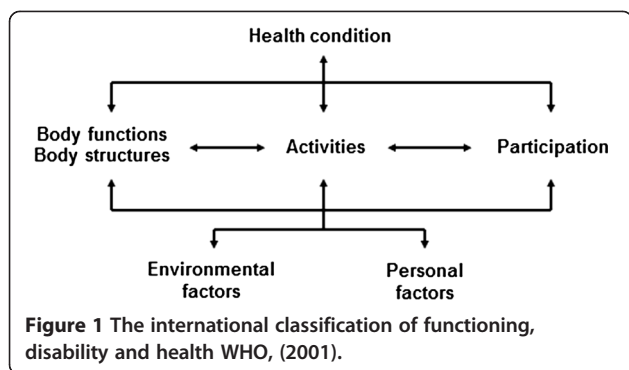 Health condition
Body functions
Body structures
Activities
Participation
Environmental
factors
Personal
factors
Figure 1 The international classification of functioning,
disability and health WHO, (2001).